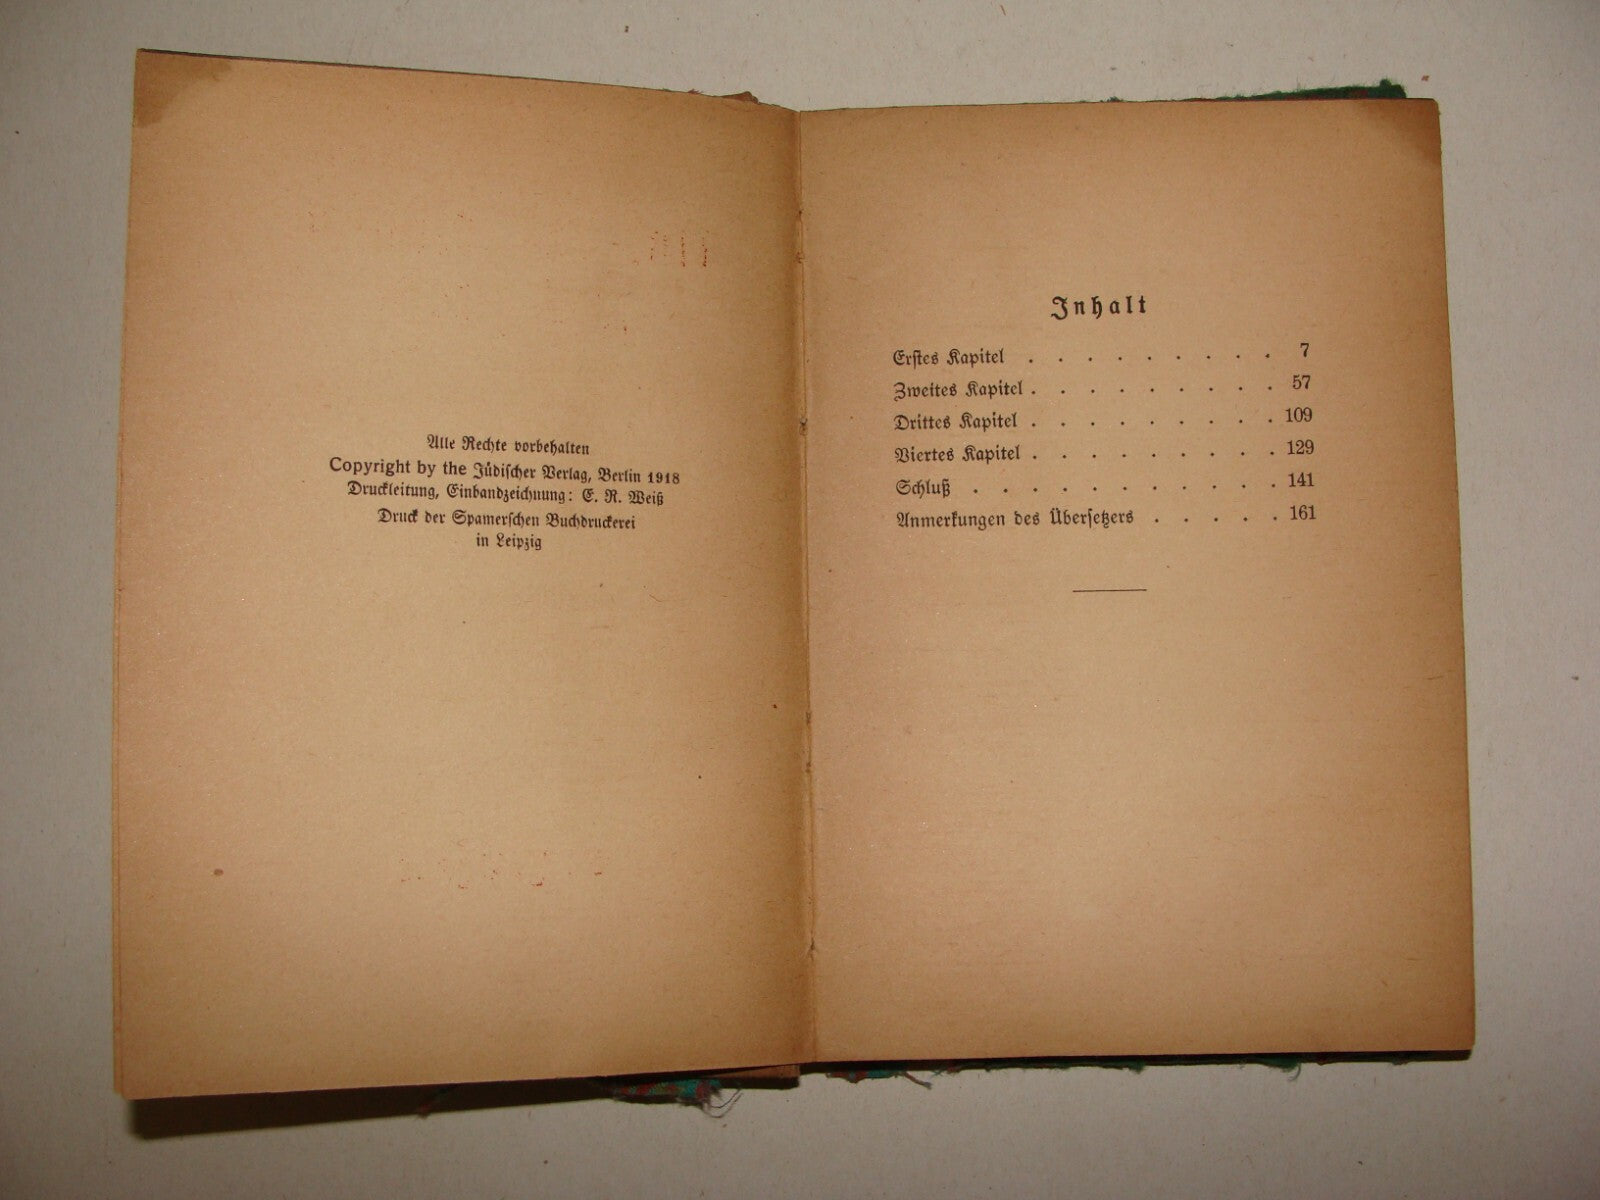 Alle Rechte vorbehalten
Copyright by the Jüdischer Verlag, Berlin 1918
Druckleitung, Einbandzeichnung: E. R. Weiß
Druck der Spamerschen Buchdruckerei
in Leipzig
Inhalt
Erstes Kapitel . . . . . . . . . 7
Zweites Kapitel . . . . . . . . . 57
Drittes Kapitel . . . . . . . . . 109
Viertes Kapitel . . . . . . . . . 129
Schluß . . . . . . . . . . . 141
Anmerkungen des Übersetzers . . . . . 161